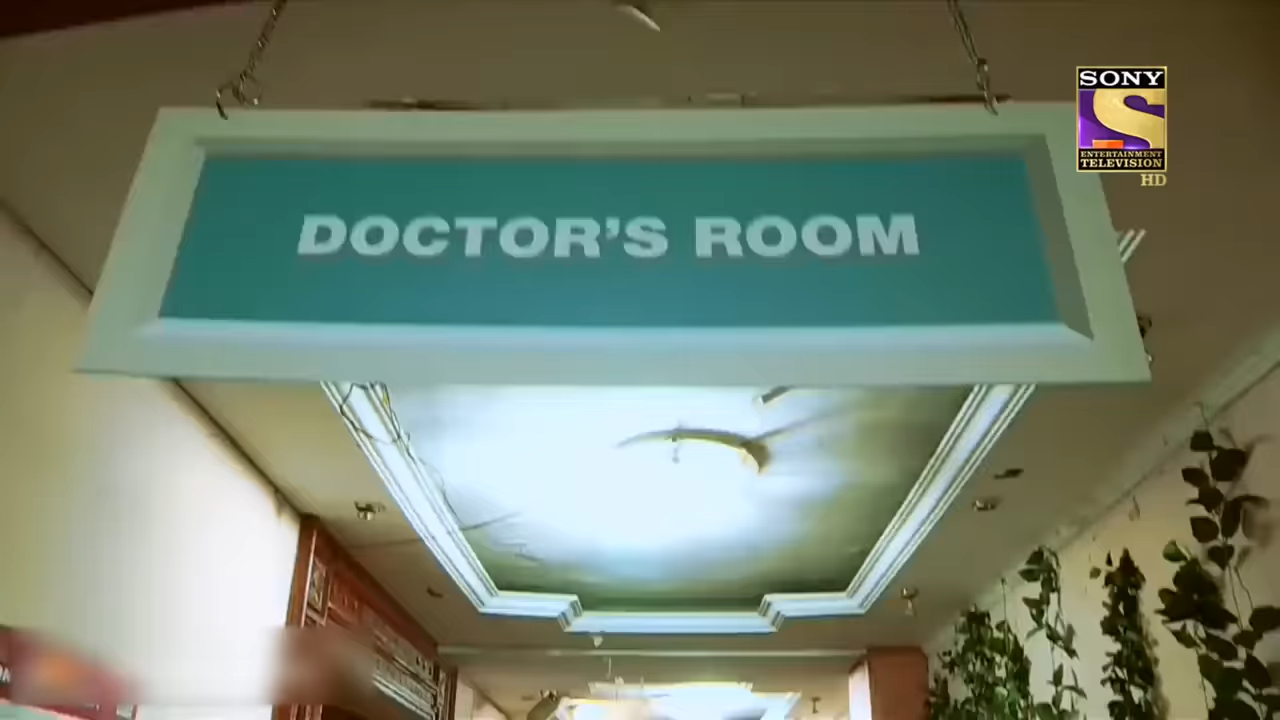 DOCTOR'S ROOM
SONY
ENTERTAINMENT
TELEVISION
HD